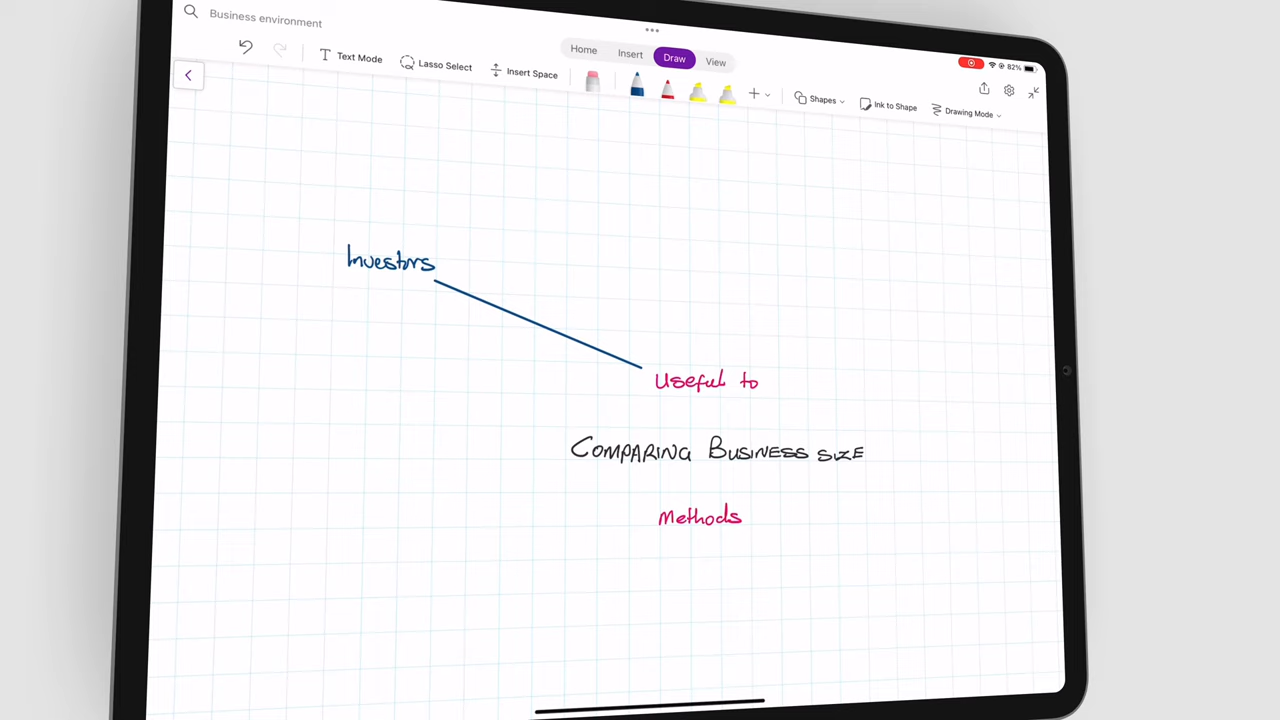 Business environment
Home Insert Draw View
82%
Text Mode Lasso Select Insert Space Shapes Ink to Shape Drawing Mode
Investors
Useful to
COMPARING BUSINESS SIZE
Methods